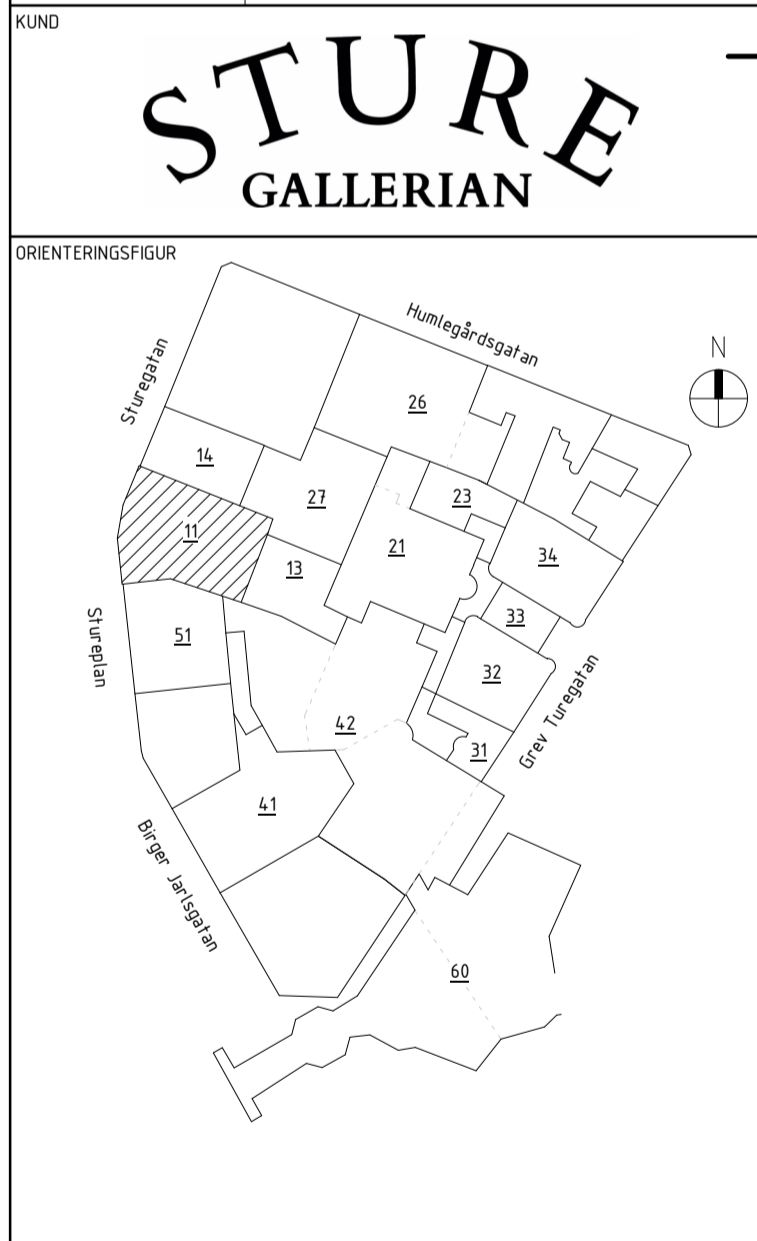 KUND
STURE
GALLERIAN
ORIENTERINGSFIGUR
Humlegårdsgatan
Sturegatan
N
26
14
27
23
11
21
34
13
33
Stureplan
51
32
42
Grev Turegatan
31
41
Birger Jarlsgatan
60